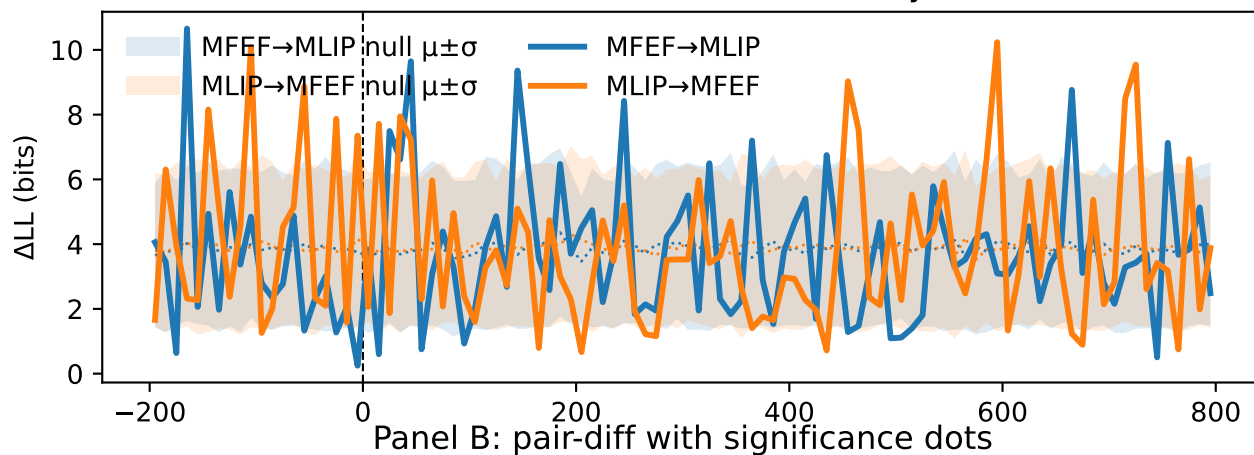 MFEF→MLIP null μ±σ
MLIP→MFEF null μ±σ
MFEF→MLIP
MLIP→MFEF
ΔLL (bits)
10
8
6
4
2
0
−200 0 200 400 600 800
Panel B: pair-diff with significance dots